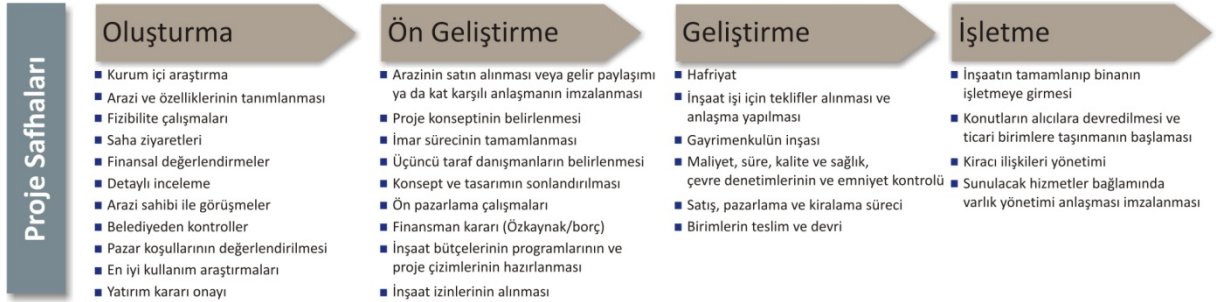 Proje Safhaları
Oluşturma
Kurum içi araştırma
Arazi ve özelliklerinin tanımlanması
Fizibilite çalışmaları
Saha ziyaretleri
Finansal değerlendirmeler
Detaylı inceleme
Arazi sahibi ile görüşmeler
Belediyeden kontroller
Pazar koşullarının değerlendirilmesi
En iyi kullanım araştırmaları
Yatırım kararı onayı
Ön Geliştirme
Arazinin satın alınması veya gelir paylaşımı
ya da kat karşılı anlaşmanın imzalanması
Proje konseptinin belirlenmesi
İmar sürecinin tamamlanması
Üçüncü taraf danışmanların belirlenmesi
Konsept ve tasarımın sonlandırılması
Ön pazarlama çalışmaları
Finansman kararı (Özkaynak/borç)
İnşaat bütçelerinin programlarının ve
proje çizimlerinin hazırlanması
İnşaat izinlerinin alınması
Geliştirme
Hafriyat
İnşaat işi için teklifler alınması ve
anlaşma yapılması
Gayrimenkulün inşası
Maliyet, süre, kalite ve sağlık,
çevre denetimlerinin ve emniyet kontrolü
Satış, pazarlama ve kiralama süreci
Birimlerin teslim ve devri
İşletme
İnşaatın tamamlanıp binanın
işletmeye girmesi
Konutların alıcılara devredilmesi ve
ticari birimlere taşınmanın başlaması
Kiracı ilişkileri yönetimi
Sunulacak hizmetler bağlamında
varlık yönetimi anlaşması imzalanması